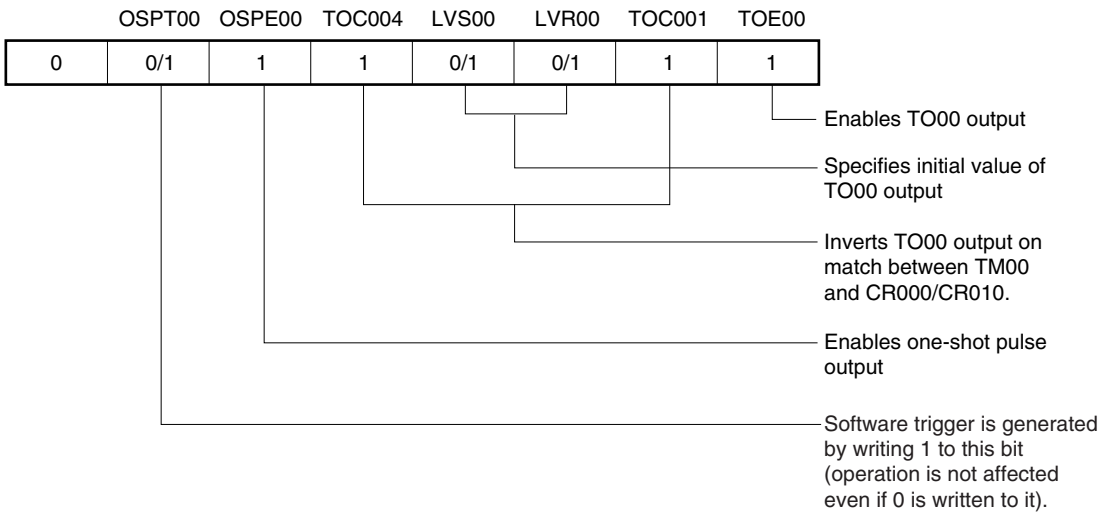 OSPT00 OSPE00 TOC004 LVS00 LVR00 TOC001 TOE00
0 0/1 1 1 0/1 0/1 1 1
Enables TO00 output
Specifies initial value of
TO00 output
Inverts TO00 output on
match between TM00
and CR000/CR010.
Enables one-shot pulse
output
Software trigger is generated
by writing 1 to this bit
(operation is not affected
even if 0 is written to it).